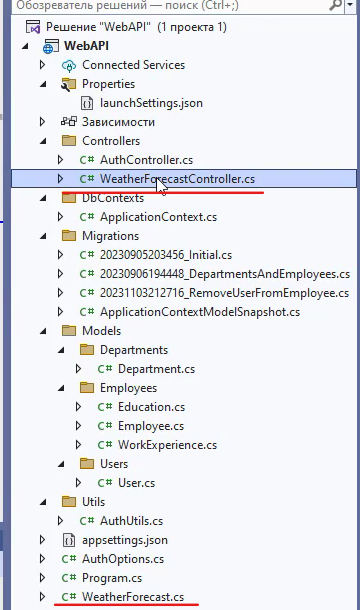 Обозреватель решений — поиск (Ctrl+;)
Решение "WebAPI" (1 проекта 1)
WebAPI
Connected Services
Properties
launchSettings.json
Зависимости
Controllers
C# AuthController.cs
C# WeatherForecastController.cs
DbContexts
C# ApplicationContext.cs
Migrations
C# 20230905203456_Initial.cs
C# 20230906194448_DepartmentsAndEmployees.cs
C# 20231103212716_RemoveUserFromEmployee.cs
C# ApplicationContextModelSnapshot.cs
Models
Departments
C# Department.cs
Employees
C# Education.cs
C# Employee.cs
C# WorkExperience.cs
Users
C# User.cs
Utils
C# AuthUtils.cs
appsettings.json
C# AuthOptions.cs
C# Program.cs
C# WeatherForecast.cs